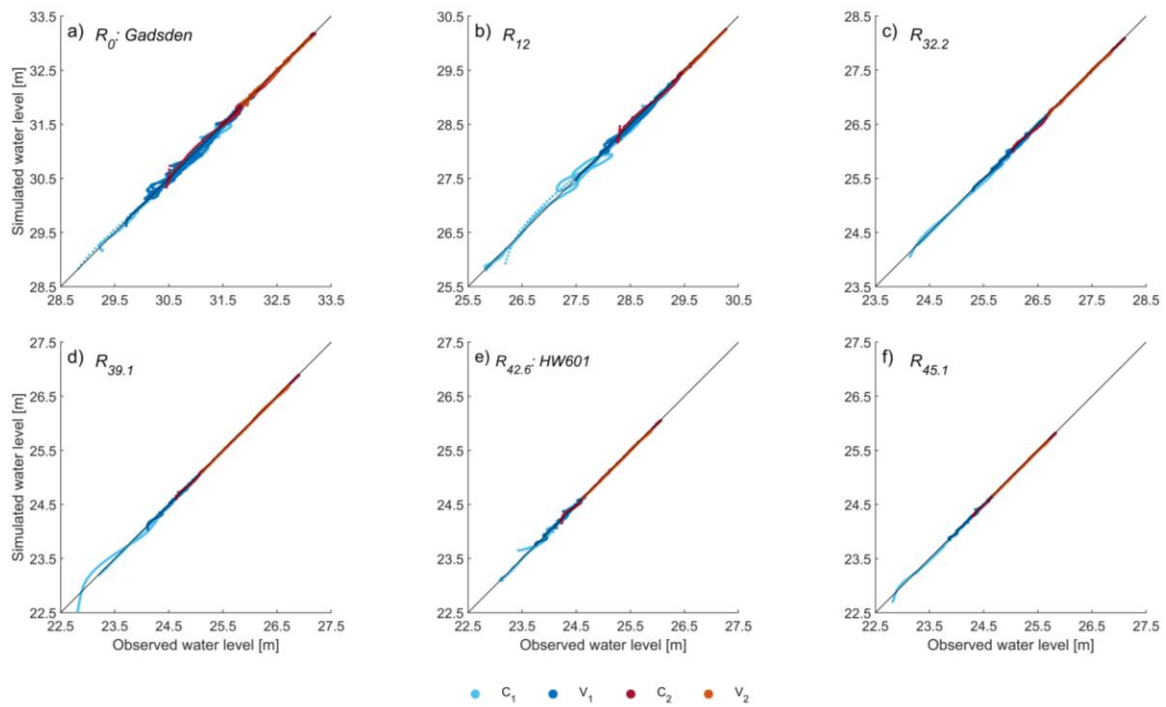 a) R0: Gadsden
Simulated water level [m]
33.5
32.5
31.5
30.5
29.5
28.5
28.5 29.5 30.5 31.5 32.5 33.5
b) R12
30.5
29.5
28.5
27.5
26.5
25.5
25.5 26.5 27.5 28.5 29.5 30.5
c) R32.2
28.5
27.5
26.5
25.5
24.5
23.5
23.5 24.5 25.5 26.5 27.5 28.5
d) R39.1
Simulated water level [m]
27.5
26.5
25.5
24.5
23.5
22.5
22.5 23.5 24.5 25.5 26.5 27.5
Observed water level [m]
e) R42.6: HW601
27.5
26.5
25.5
24.5
23.5
22.5
22.5 23.5 24.5 25.5 26.5 27.5
Observed water level [m]
f) R45.1
27.5
26.5
25.5
24.5
23.5
22.5
22.5 23.5 24.5 25.5 26.5 27.5
Observed water level [m]
C1 V1 C2 V2